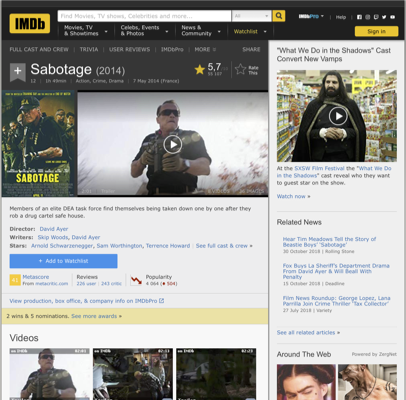 IMDb
Find Movies, TV shows, Celebrities and more...
All
IMDbPro
Help
Movies, TV
& Showtimes
Celebs, Events
& Photos
News &
Community
Watchlist
Sign in
FULL CAST AND CREW | TRIVIA | USER REVIEWS | IMDbPro | MORE
SHARE
Sabotage (2014)
12 | 1h 49min | Action, Crime, Drama | 7 May 2014 (France)
5,7
Rate
This
SABOTAGE
Members of an elite DEA task force find themselves being taken down one by one after they
rob a drug cartel safe house.
Director: David Ayer
Writers: Skip Woods, David Ayer
Stars: Arnold Schwarzenegger, Sam Worthington, Terrence Howard | See full cast & crew »
+ Add to Watchlist
Metascore
From metacritic.com
Reviews
226 user | 243 critic
Popularity
4 064 (504)
View production, box office, & company info on IMDbPro
2 wins & 5 nominations. See more awards »
Videos
"What We Do in the Shadows" Cast
Convert New Vamps
At the SXSW Film Festival the "What We
Do in the Shadows" cast reveal who they want
to guest star on the show.
Watch now »
Related News
Hear Tim Meadows Tell the Story of
Beastie Boys' 'Sabotage'
30 October 2018 | Rolling Stone
Fox Buys La Sheriff's Department Drama
From David Ayer & Will Beall With
Penalty
15 October 2018 | Deadline
Film News Roundup: George Lopez, Lana
Parrilla Join Crime Thriller 'Tax Collector'
27 July 2018 | Variety
See all related articles »
Around The Web
Powered by ZergNet